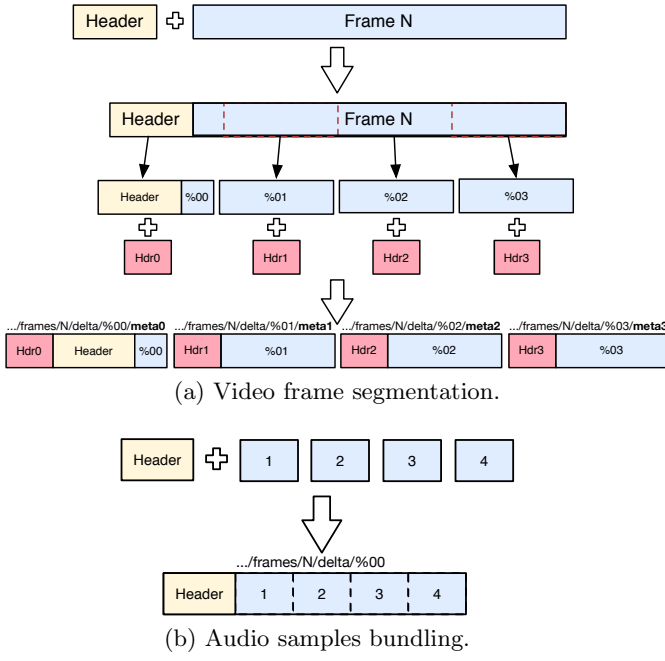 Header Frame N
Header Frame N
Header %00 %01 %02 %03
Hdr0 Hdr1 Hdr2 Hdr3
.../frames/N/delta/%00/meta0 .../frames/N/delta/%01/meta1 .../frames/N/delta/%02/meta2 .../frames/N/delta/%03/meta3
Hdr0 Header %00 Hdr1 %01 Hdr2 %02 Hdr3 %03
(a) Video frame segmentation.
Header 1 2 3 4
.../frames/N/delta/%00
Header 1 2 3 4
(b) Audio samples bundling.